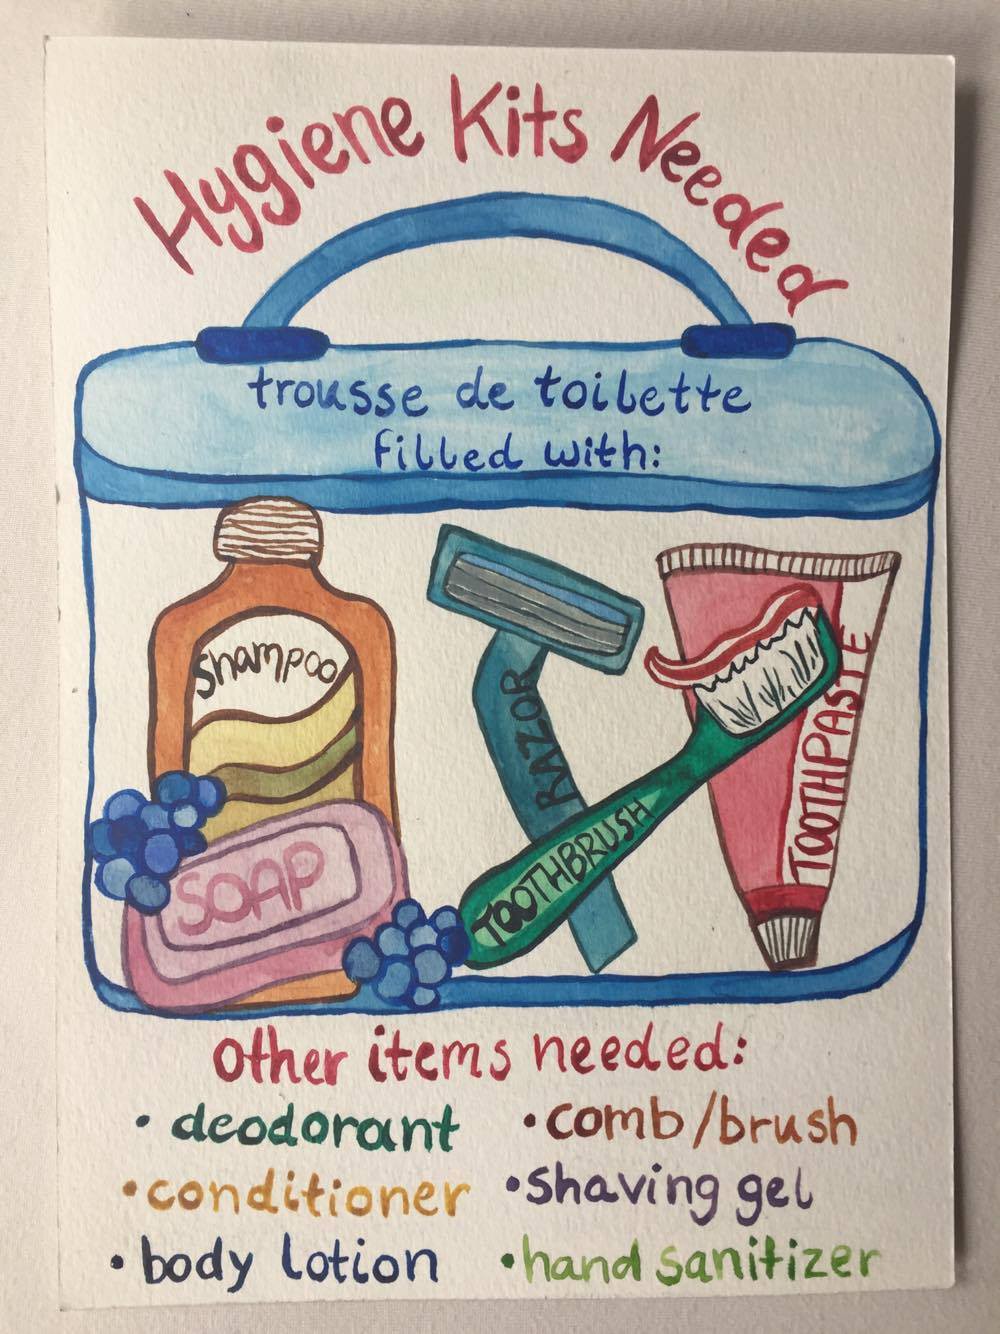 Hygiene Kits Needed
trousse de toilette
filled with:
Shampoo
RAZOR
TOOTHPASTE
TOOTHBRUSH
SOAP
Other items needed:
• deodorant
• comb/brush
• conditioner
• shaving gel
• body lotion
• hand sanitizer